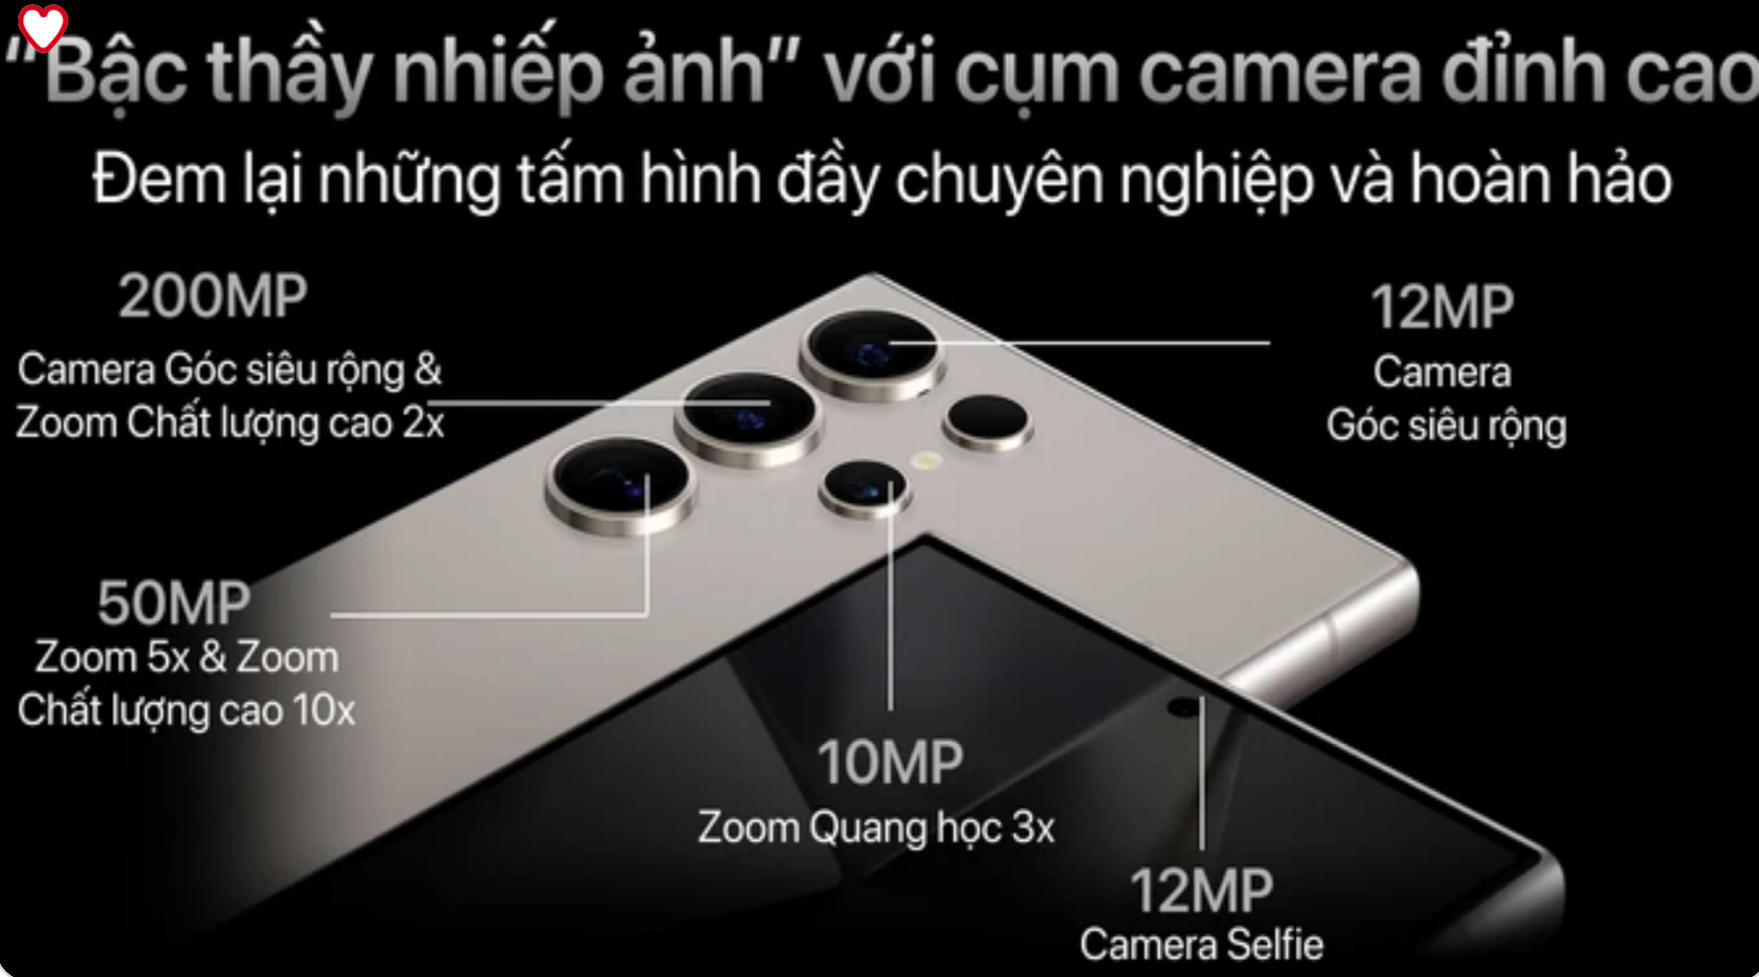 “Bậc thầy nhiếp ảnh” với cụm camera đỉnh cao
Đem lại những tấm hình đầy chuyên nghiệp và hoàn hảo
200MP
Camera Góc siêu rộng &
Zoom Chất lượng cao 2x
12MP
Camera
Góc siêu rộng
50MP
Zoom 5x & Zoom
Chất lượng cao 10x
10MP
Zoom Quang học 3x
12MP
Camera Selfie